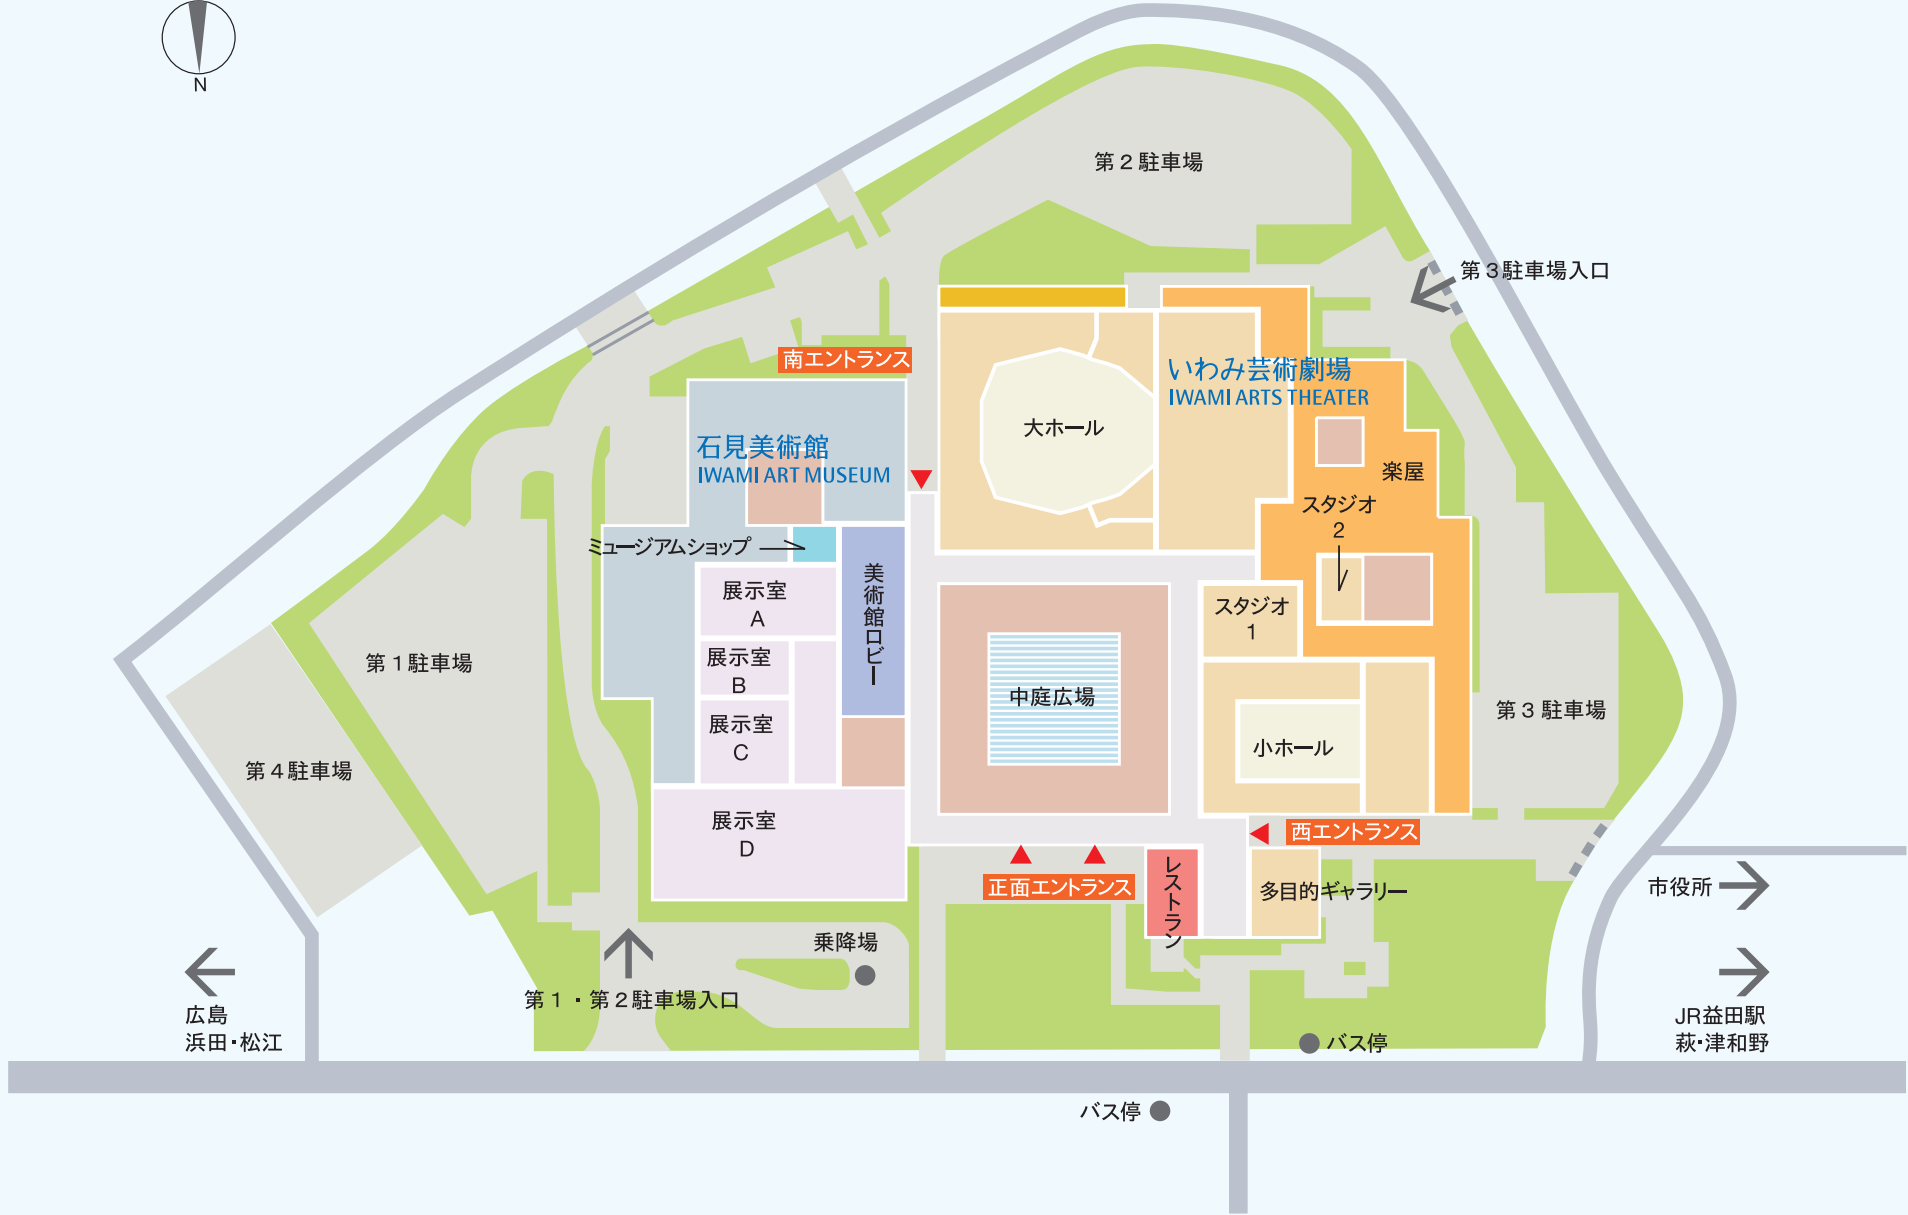 N
第2駐車場
第3駐車場入口
南エントランス
いわみ芸術劇場
IWAMI ARTS THEATER
大ホール
石見美術館
IWAMI ART MUSEUM
楽屋
スタジオ
2
ミュージアムショップ
美術館ロビー
展示室
A
スタジオ
1
第1駐車場
展示室
B
中庭広場
第3駐車場
展示室
C
小ホール
第4駐車場
展示室
D
西エントランス
正面エントランス
レストラン
多目的ギャラリー
市役所
乗降場
第1・第2駐車場入口
広島
浜田・松江
JR益田駅
萩・津和野
バス停
バス停